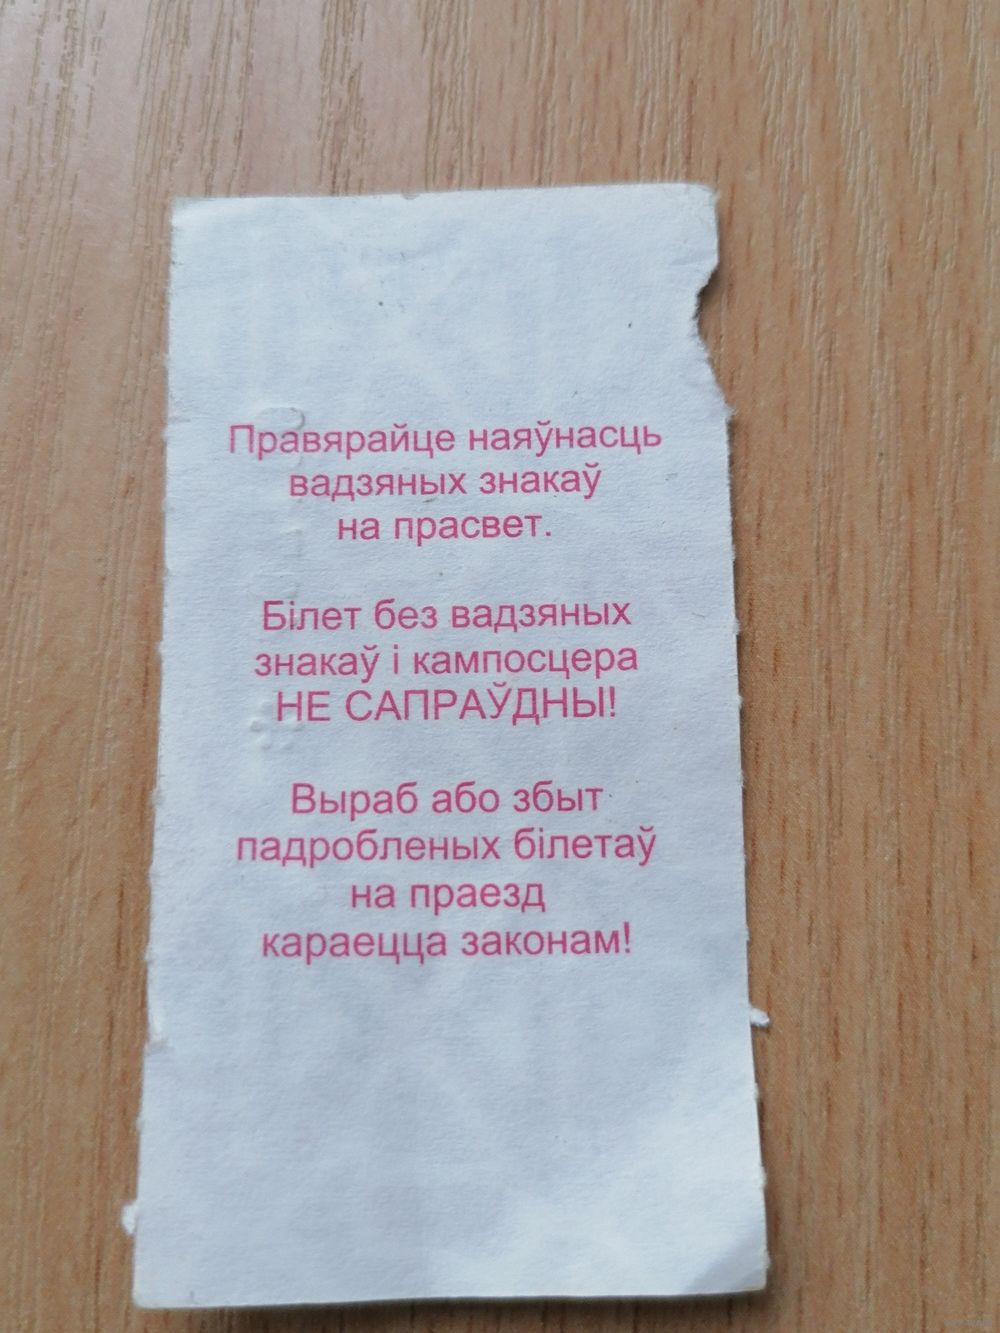 Правярайце наяўнасць
вадзяных знакаў
на прасвет.
Білет без вадзяных
знакаў і кампосцера
НЕ САПРАЎДНЫ!
Выраб або збыт
падробленых білетаў
на праезд
караецца законам!